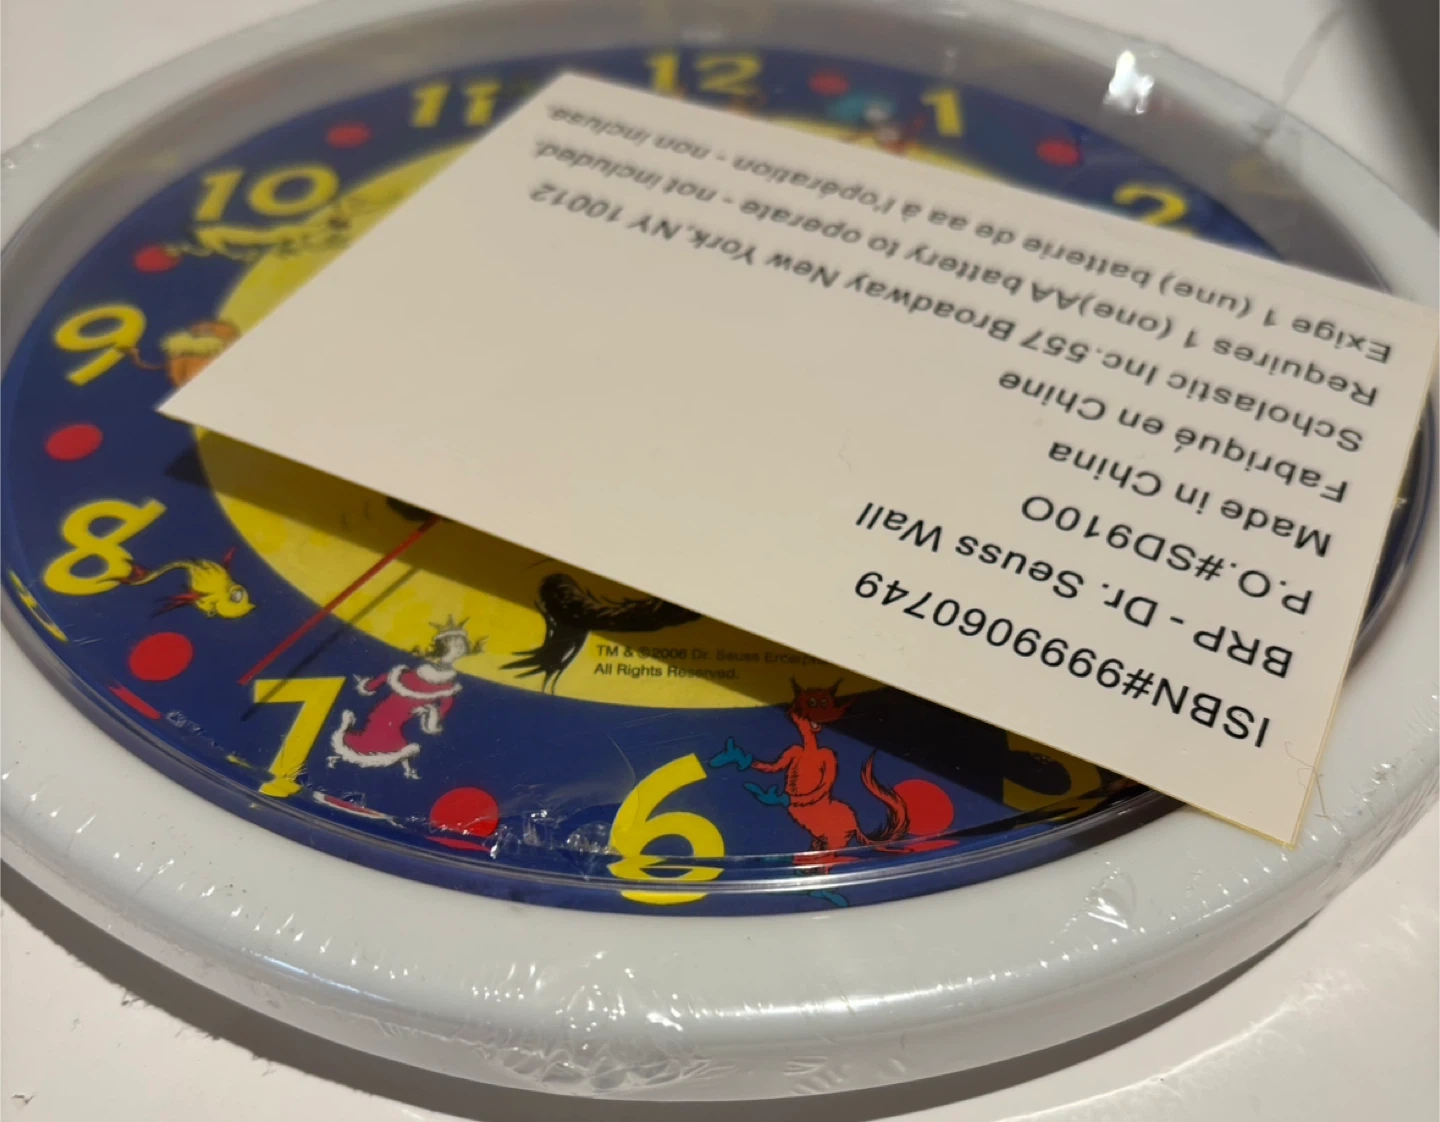 11 12 1
10 2
9
8
7
6
5
ISBN#9999060749
BRP - Dr. Seuss Wall
P.O.#SD910O
Made in China
Fabriqué en Chine
Scholastic Inc.557 Broadway New York,NY 10012
Requires 1 (one)AA battery to operate - not included.
Exige 1 (une) batterie de aa à l'opération - non incluse.
TM & ©2006 Dr. Seuss
All Rights Reserved.